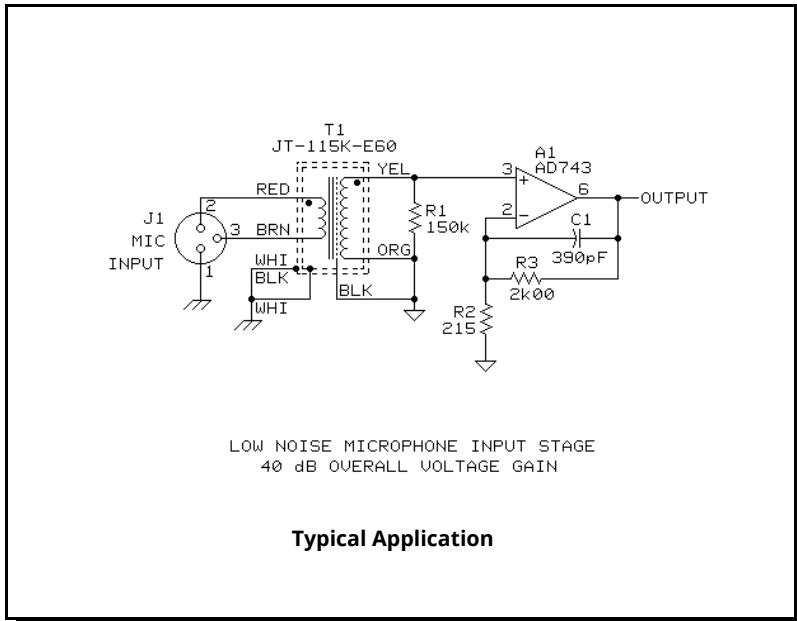 T1
JT-115K-E60
J1
MIC
INPUT
2
3
1
RED
BRN
WHI
BLK
WHI
YEL
ORG
BLK
R1
150k
A1
AD743
3
+
2
−
6
OUTPUT
C1
390pF
R3
2k00
R2
215
LOW NOISE MICROPHONE INPUT STAGE
40 dB OVERALL VOLTAGE GAIN
Typical Application